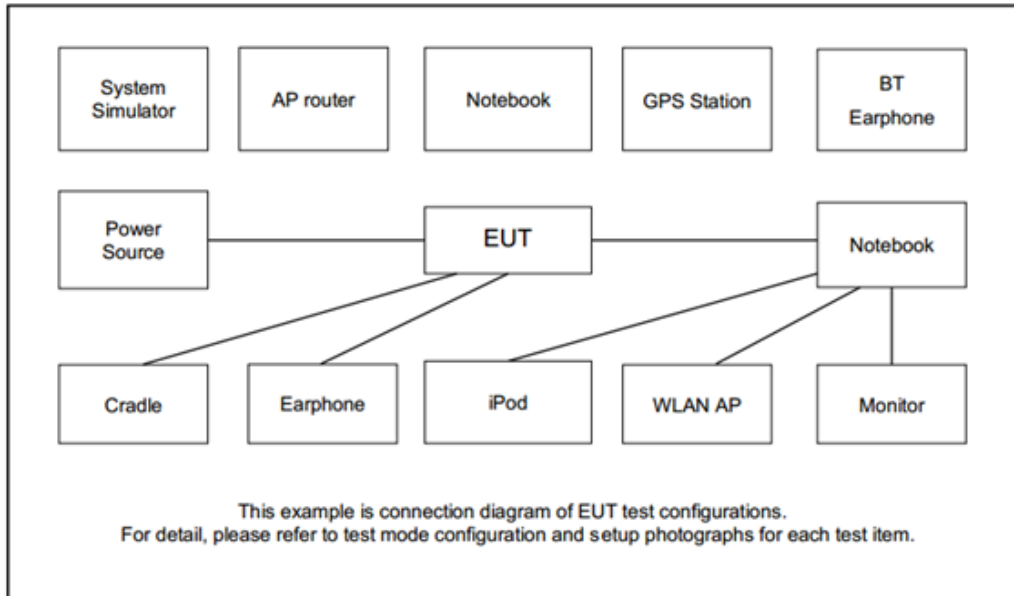 System
Simulator
AP router
Notebook
GPS Station
BT
Earphone
Power
Source
EUT
Notebook
Cradle
Earphone
iPod
WLAN AP
Monitor
This example is connection diagram of EUT test configurations.
For detail, please refer to test mode configuration and setup photographs for each test item.